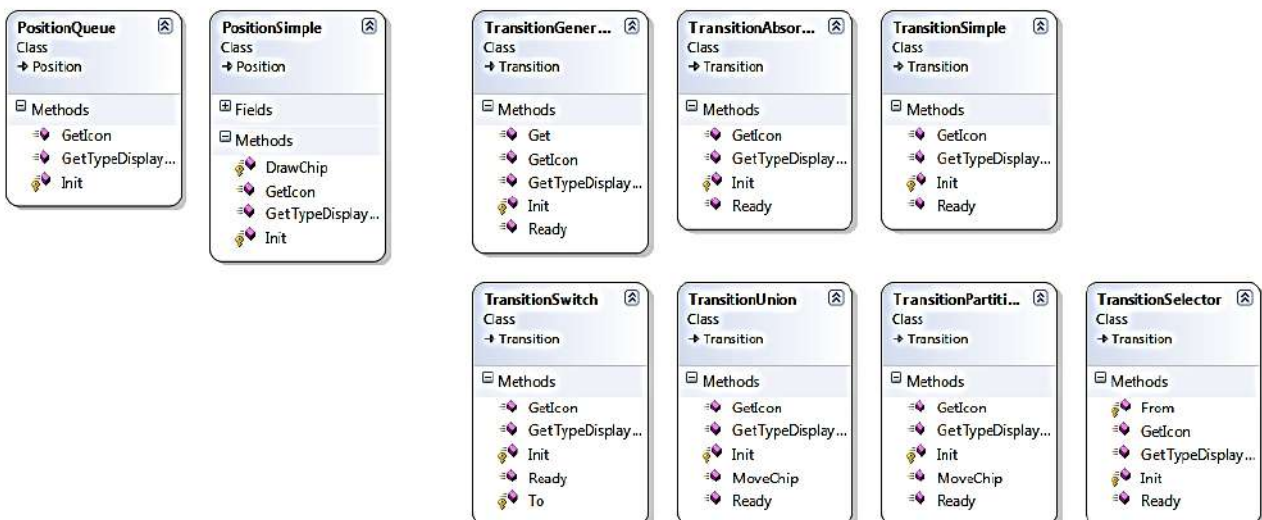 PositionQueue
Class
Position
Methods
GetIcon
GetTypeDisplay...
Init
PositionSimple
Class
Position
Fields
Methods
DrawChip
GetIcon
GetTypeDisplay...
Init
TransitionGener...
Class
Transition
Methods
Get
GetIcon
GetTypeDisplay...
Init
Ready
TransitionAbsor...
Class
Transition
Methods
GetIcon
GetTypeDisplay...
Init
Ready
TransitionSimple
Class
Transition
Methods
GetIcon
GetTypeDisplay...
Init
Ready
TransitionSwitch
Class
Transition
Methods
GetIcon
GetTypeDisplay...
Init
Ready
To
TransitionUnion
Class
Transition
Methods
GetIcon
GetTypeDisplay...
Init
MoveChip
Ready
TransitionPartiti...
Class
Transition
Methods
GetIcon
GetTypeDisplay...
Init
MoveChip
Ready
TransitionSelector
Class
Transition
Methods
From
GetIcon
GetTypeDisplay...
Init
Ready